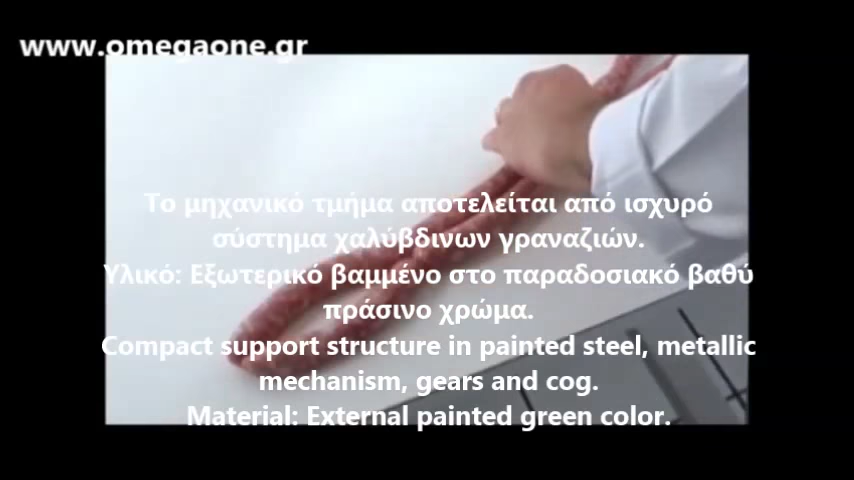 www.omegaone.gr
Το μηχανικό τμήμα αποτελείται από ισχυρό
σύστημα χαλύβδινων γραναζιών.
Υλικό: Εξωτερικό βαμμένο στο παραδοσιακό βαθύ
πράσινο χρώμα.
Compact support structure in painted steel, metallic
mechanism, gears and cog.
Material: External painted green color.